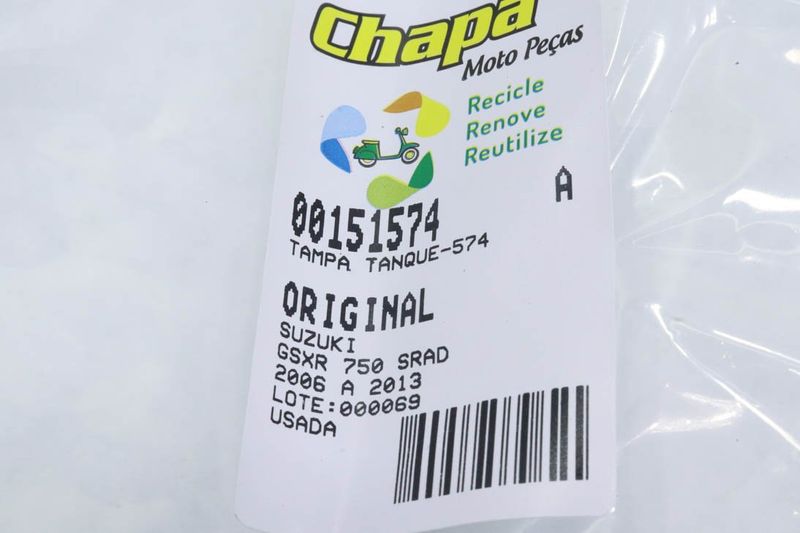 Chapa
Moto Peças
Recicle
Renove
Reutilize
A
00151574
TAMPA TANQUE-574
ORIGINAL
SUZUKI
GSXR 750 SRAD
2006 A 2013
LOTE:000069
USADA